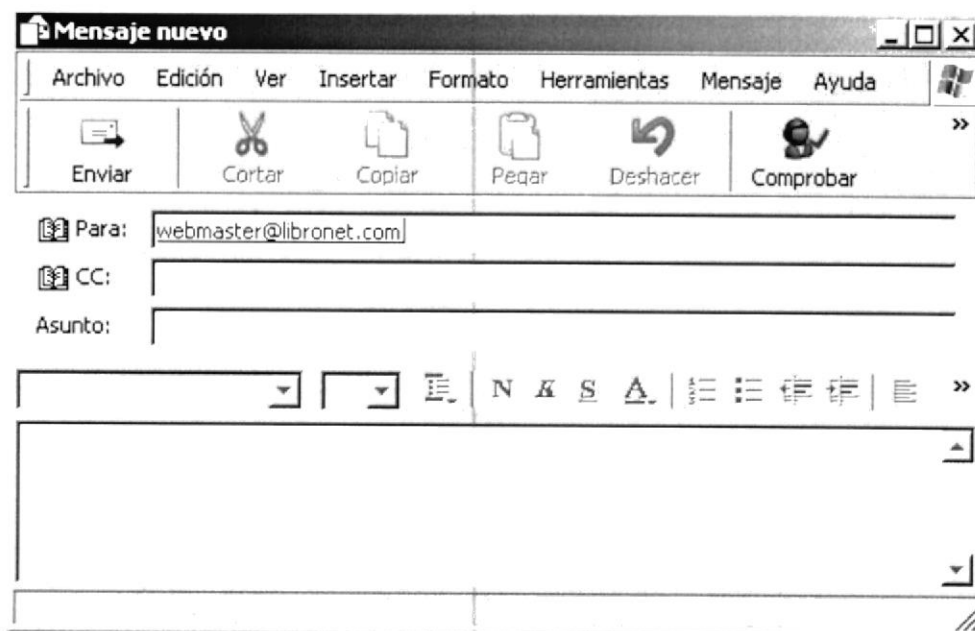 Mensaje nuevo
Archivo Edición Ver Insertar Formato Herramientas Mensaje Ayuda
Enviar Cortar Copiar Pegar Deshacer Comprobar »
Para: webmaster@libronet.com
CC:
Asunto:
N K S A »